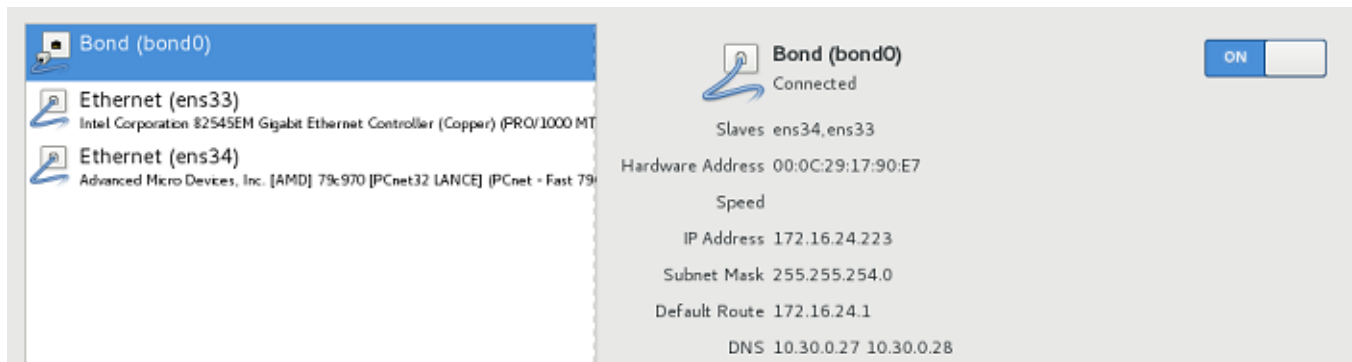 Bond (bond0)
Ethernet (ens33)
Intel Corporation 82545EM Gigabit Ethernet Controller (Copper) (PRO/1000 MT
Ethernet (ens34)
Advanced Micro Devices, Inc. [AMD] 79c970 [PCnet32 LANCE] (PCnet - Fast 79
Bond (bond0)
ON
Connected
Slaves ens34,ens33
Hardware Address 00:0C:29:17:90:E7
Speed
IP Address 172.16.24.223
Subnet Mask 255.255.254.0
Default Route 172.16.24.1
DNS 10.30.0.27 10.30.0.28